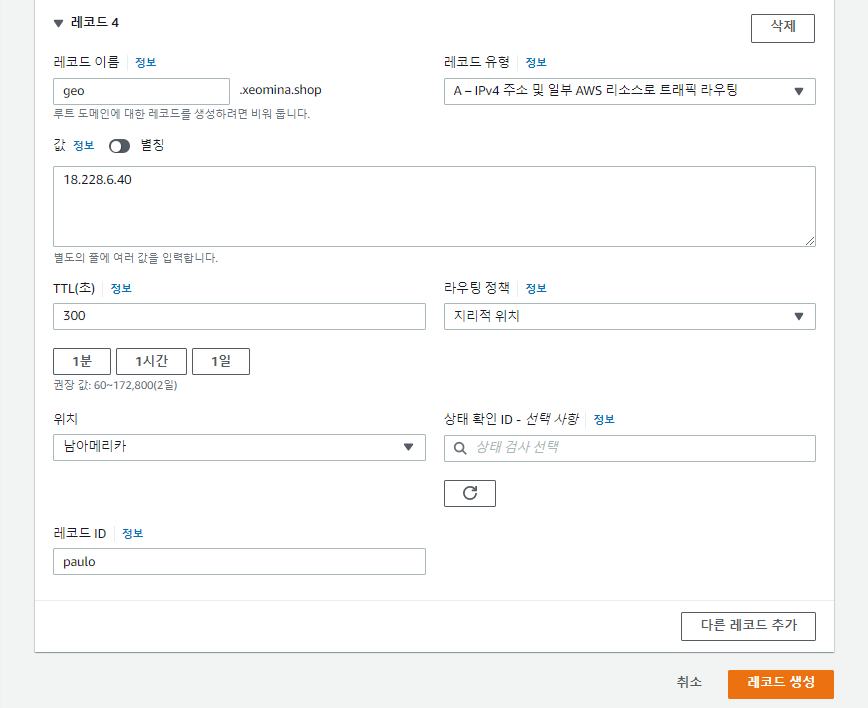 ▼ 레코드 4
삭제
레코드 이름 정보
레코드 유형 정보
geo .xeomina.shop
A – IPv4 주소 및 일부 AWS 리소스로 트래픽 라우팅
루트 도메인에 대한 레코드를 생성하려면 비워 둡니다.
값 정보 별칭
18.228.6.40
별도의 줄에 여러 값을 입력합니다.
TTL(초) 정보
라우팅 정책 정보
300
지리적 위치
1분 1시간 1일
권장 값: 60~172,800(2일)
위치
상태 확인 ID - 선택 사항 정보
남아메리카
상태 검사 선택
레코드 ID 정보
paulo
다른 레코드 추가
취소 레코드 생성